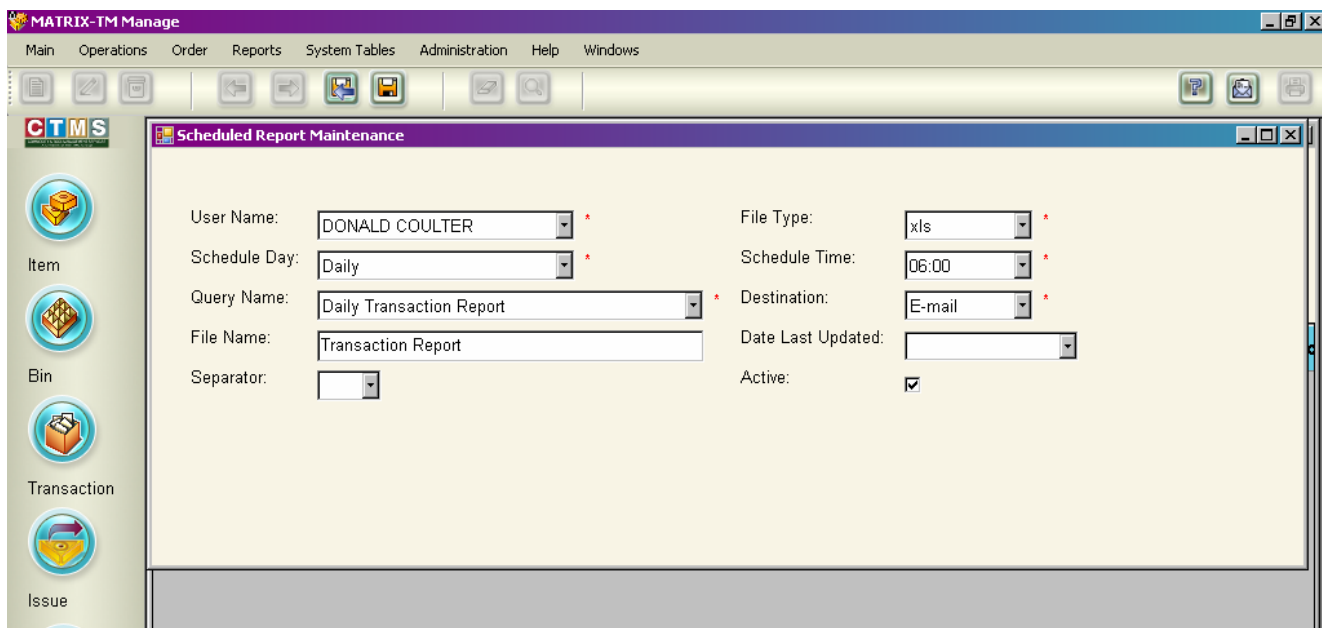 MATRIX-TM Manage
Main Operations Order Reports System Tables Administration Help Windows
CTMS
Scheduled Report Maintenance
User Name: DONALD COULTER * File Type: xls *
Schedule Day: Daily * Schedule Time: 06:00 *
Query Name: Daily Transaction Report * Destination: E-mail *
File Name: Transaction Report Date Last Updated:
Separator: Active:
Item
Bin
Transaction
Issue